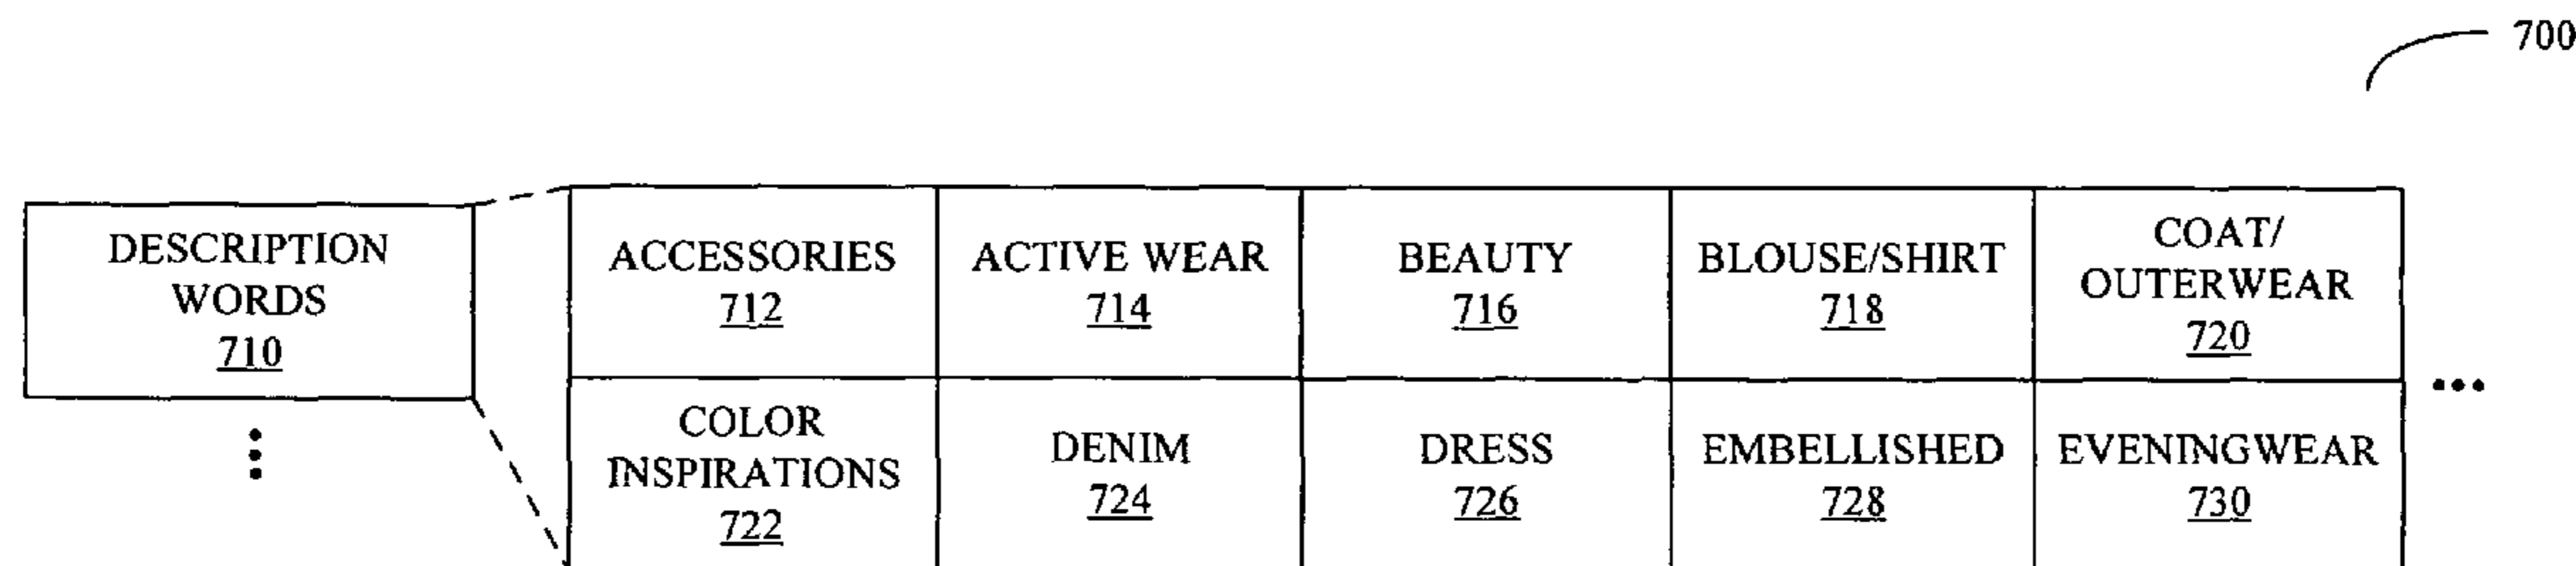 700
DESCRIPTION
WORDS
710
ACCESSORIES
712
ACTIVE WEAR
714
BEAUTY
716
BLOUSE/SHIRT
718
COAT/
OUTERWEAR
720
COLOR
INSPIRATIONS
722
DENIM
724
DRESS
726
EMBELLISHED
728
EVENINGWEAR
730